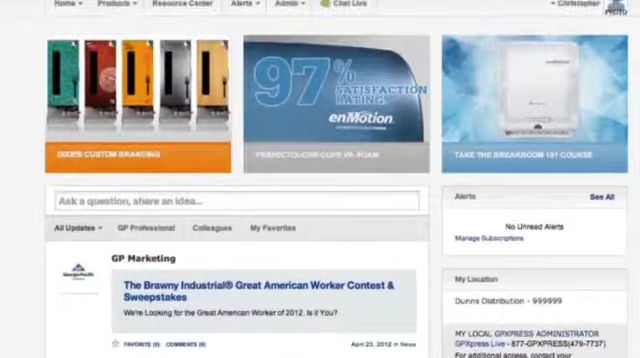 Home
Products
Resource Center
Alerts
Admin
Chat Live
Christopher
PHOTO
97%
SATISFACTION
RATING
enMotion
enMotion
CUSTOM BRANDING
PERFECTOUCH CUPS VS. FOAM
TAKE THE BREAKROOM 101 COURSE
Ask a question, share an idea...
All Updates
GP Professional
Colleagues
My Favorites
Alerts
See All
No Unread Alerts
Manage Subscriptions
GP Marketing
Georgia-Pacific
The Brawny Industrial® Great American Worker Contest &
Sweepstakes
We're Looking for the Great American Worker of 2012. Is it You?
FAVORITE (0) COMMENTS (6)
April 23, 2012 in News
My Location
Dunns Distribution - 999999
MY LOCAL GPXPRESS ADMINISTRATOR
GPXpress Live - 877-GPXPRESS(479-7737)
For additional access, contact your